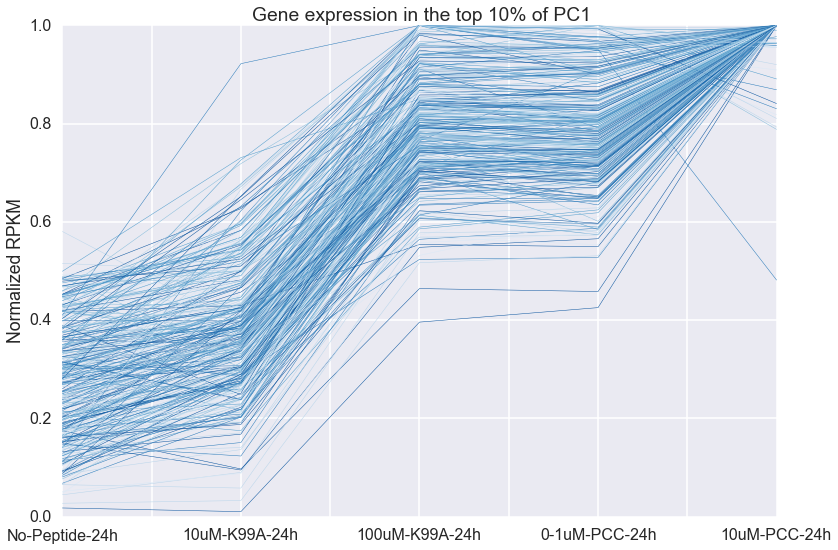 Gene expression in the top 10% of PC1
1.0
0.8
0.6
0.4
0.2
0.0
Normalized RPKM
No-Peptide-24h 10uM-K99A-24h 100uM-K99A-24h 0-1uM-PCC-24h 10uM-PCC-24h